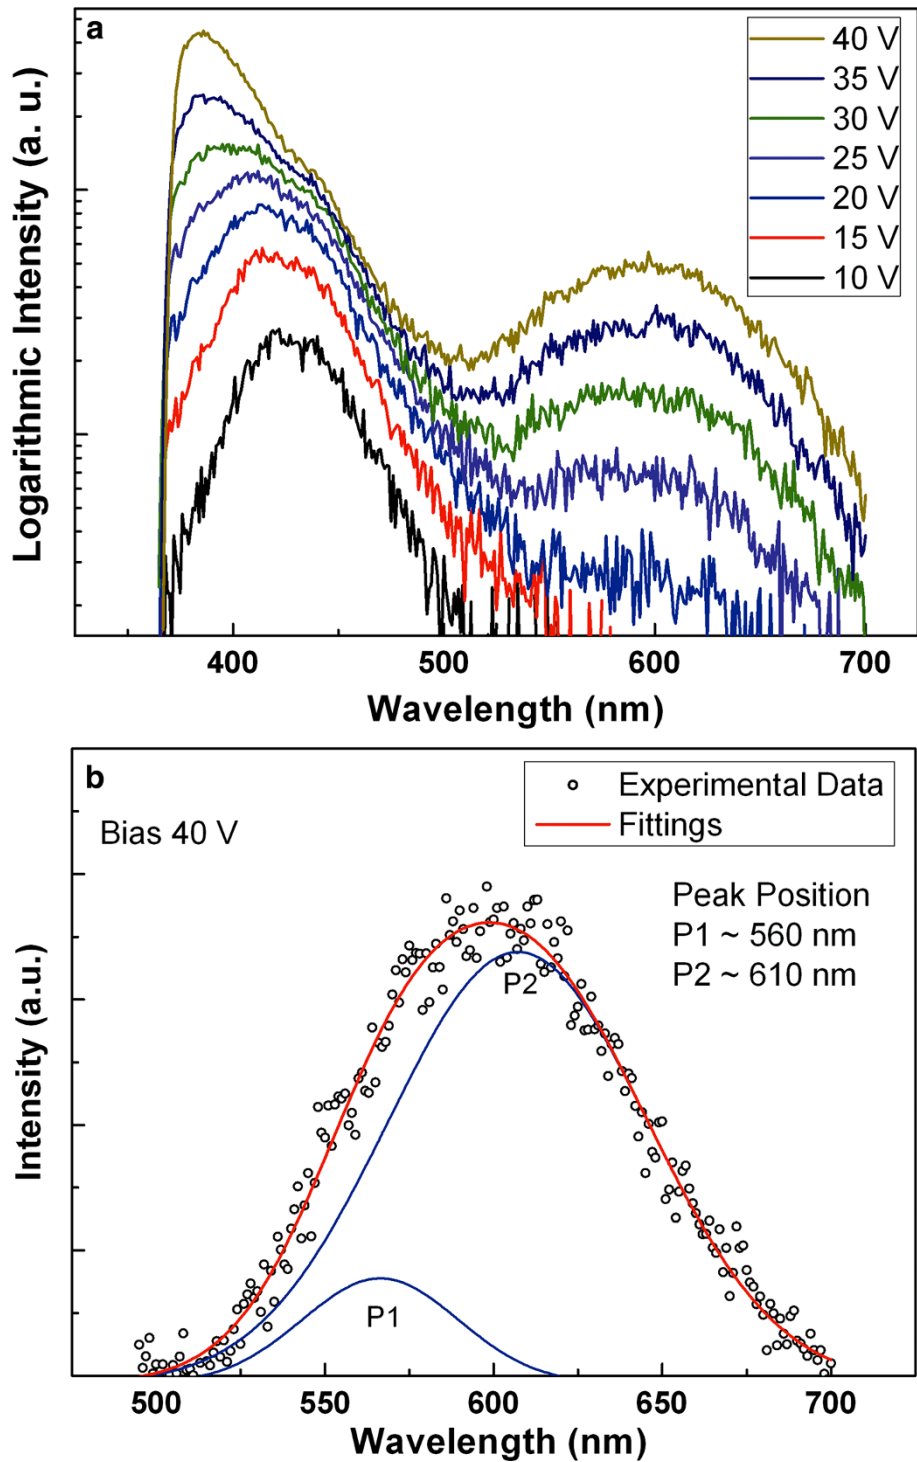 a
40 V
35 V
30 V
25 V
20 V
15 V
10 V
Logarithmic Intensity (a. u.)
400
500
600
700
Wavelength (nm)
b
Experimental Data
Fittings
Bias 40 V
Peak Position
P1 ~ 560 nm
P2 ~ 610 nm
P2
P1
Intensity (a.u.)
500
550
600
650
700
Wavelength (nm)